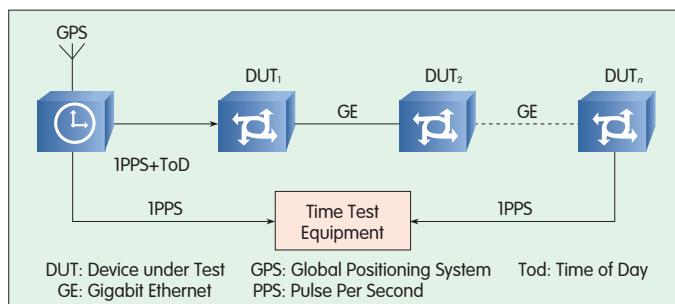 GPS
DUT1
DUT2
DUTn
GE
GE
1PPS+ToD
1PPS
Time Test
Equipment
1PPS
DUT: Device under Test GPS: Global Positioning System Tod: Time of Day
GE: Gigabit Ethernet PPS: Pulse Per Second